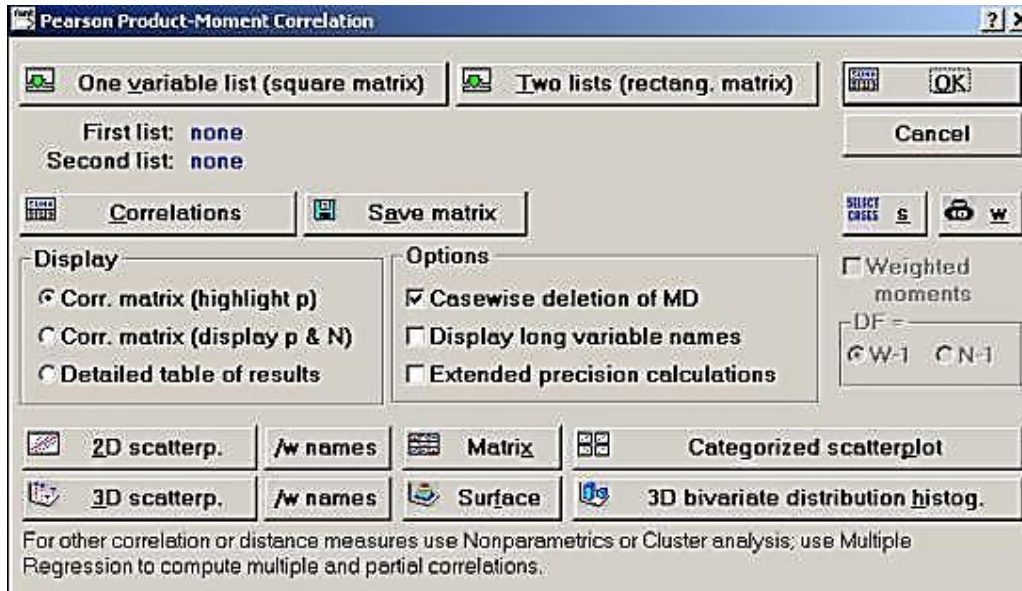 Pearson Product-Moment Correlation
One variable list (square matrix)
Two lists (rectang. matrix)
OK
First list: none
Second list: none
Cancel
Correlations
Save matrix
SELECT CASES S
W
Display
Corr. matrix (highlight p)
Corr. matrix (display p & N)
Detailed table of results
Options
Casewise deletion of MD
Display long variable names
Extended precision calculations
Weighted moments
DF =
W-1 N-1
2D scatterp.
/w names
Matrix
Categorized scatterplot
3D scatterp.
/w names
Surface
3D bivariate distribution histog.
For other correlation or distance measures use Nonparametrics or Cluster analysis; use Multiple
Regression to compute multiple and partial correlations.